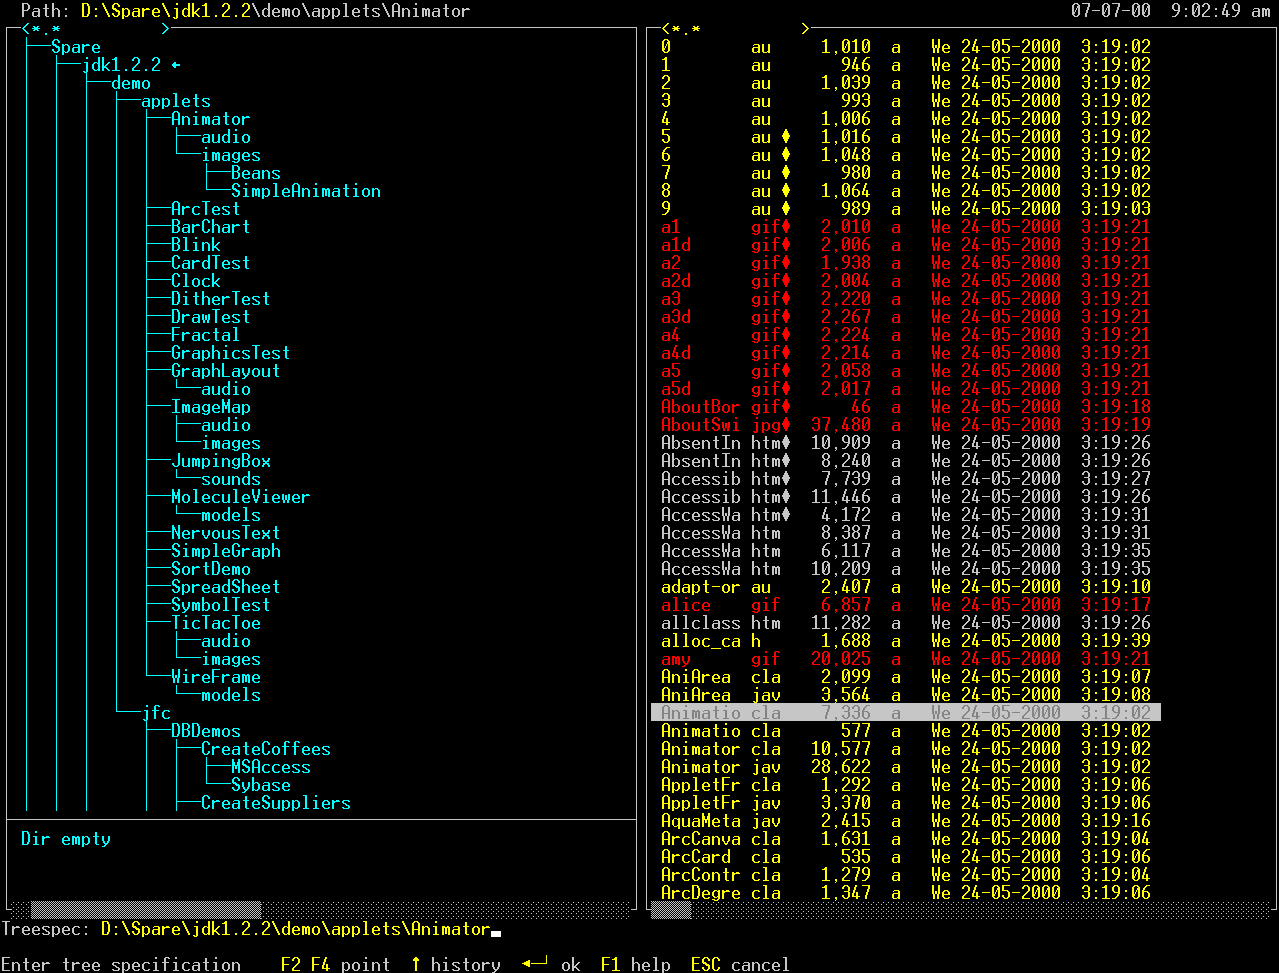 Path: D:\Spare\jdk1.2.2\demo\applets\Animator 07-07-00 9:02:49 am
<*.* >
Spare
jdk1.2.2 ←
demo
applets
Animator
audio
images
Beans
SimpleAnimation
ArcTest
BarChart
Blink
CardTest
Clock
DitherTest
DrawTest
Fractal
GraphicsTest
GraphLayout
audio
ImageMap
audio
images
JumpingBox
sounds
MoleculeViewer
models
NervousText
SimpleGraph
SortDemo
SpreadSheet
SymbolTest
TicTacToe
audio
images
WireFrame
models
jfc
DBDemos
CreateCoffees
MSAccess
Sybase
CreateSuppliers
Dir empty
<*.* >
0 au 1,010 a We 24-05-2000 3:19:02
1 au 946 a We 24-05-2000 3:19:02
2 au 1,039 a We 24-05-2000 3:19:02
3 au 993 a We 24-05-2000 3:19:02
4 au 1,006 a We 24-05-2000 3:19:02
5 au ♦ 1,016 a We 24-05-2000 3:19:02
6 au ♦ 1,048 a We 24-05-2000 3:19:02
7 au ♦ 980 a We 24-05-2000 3:19:02
8 au ♦ 1,064 a We 24-05-2000 3:19:02
9 au ♦ 989 a We 24-05-2000 3:19:03
a1 gif♦ 2,010 a We 24-05-2000 3:19:21
a1d gif♦ 2,006 a We 24-05-2000 3:19:21
a2 gif♦ 1,938 a We 24-05-2000 3:19:21
a2d gif♦ 2,004 a We 24-05-2000 3:19:21
a3 gif♦ 2,220 a We 24-05-2000 3:19:21
a3d gif♦ 2,267 a We 24-05-2000 3:19:21
a4 gif♦ 2,224 a We 24-05-2000 3:19:21
a4d gif♦ 2,214 a We 24-05-2000 3:19:21
a5 gif♦ 2,058 a We 24-05-2000 3:19:21
a5d gif♦ 2,017 a We 24-05-2000 3:19:21
AboutBor gif♦ 46 a We 24-05-2000 3:19:18
AboutSwi jpg♦ 37,480 a We 24-05-2000 3:19:19
AbsentIn htm♦ 10,909 a We 24-05-2000 3:19:26
AbsentIn htm♦ 8,240 a We 24-05-2000 3:19:26
Accessib htm♦ 7,739 a We 24-05-2000 3:19:27
Accessib htm♦ 11,446 a We 24-05-2000 3:19:26
AccessWa htm♦ 4,172 a We 24-05-2000 3:19:31
AccessWa htm 8,387 a We 24-05-2000 3:19:31
AccessWa htm 6,117 a We 24-05-2000 3:19:35
AccessWa htm 10,209 a We 24-05-2000 3:19:35
adapt-or au 2,407 a We 24-05-2000 3:19:10
alice gif 6,857 a We 24-05-2000 3:19:17
allclass htm 11,282 a We 24-05-2000 3:19:26
alloc_ca h 1,688 a We 24-05-2000 3:19:39
amy gif 20,025 a We 24-05-2000 3:19:21
AniArea cla 2,099 a We 24-05-2000 3:19:07
AniArea jav 3,564 a We 24-05-2000 3:19:08
Animatio cla 7,336 a We 24-05-2000 3:19:02
Animatio cla 577 a We 24-05-2000 3:19:02
Animator cla 10,577 a We 24-05-2000 3:19:02
Animator jav 28,622 a We 24-05-2000 3:19:02
AppletFr cla 1,292 a We 24-05-2000 3:19:06
AppletFr jav 3,370 a We 24-05-2000 3:19:06
AquaMeta jav 2,415 a We 24-05-2000 3:19:16
ArcCanva cla 1,631 a We 24-05-2000 3:19:04
ArcCard cla 535 a We 24-05-2000 3:19:06
ArcContr cla 1,279 a We 24-05-2000 3:19:04
ArcDegre cla 1,347 a We 24-05-2000 3:19:06
Treespec: D:\Spare\jdk1.2.2\demo\applets\Animator
Enter tree specification F2 F4 point ↑ history ◄─┘ ok F1 help ESC cancel